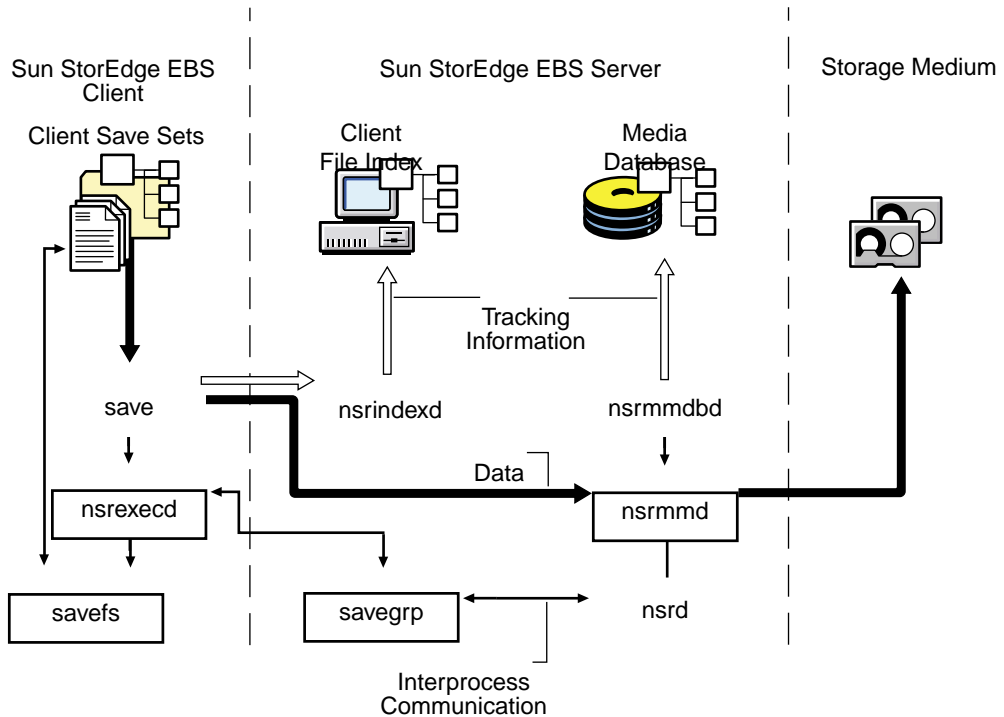 Sun StorEdge EBS
Client
Sun StorEdge EBS Server
Storage Medium
Client Save Sets
Client
File Index
Media
Database
Tracking
Information
save
nsrindexd
nsrmmdbd
Data
nsrexecd
nsrmmd
savefs
savegrp
nsrd
Interprocess
Communication